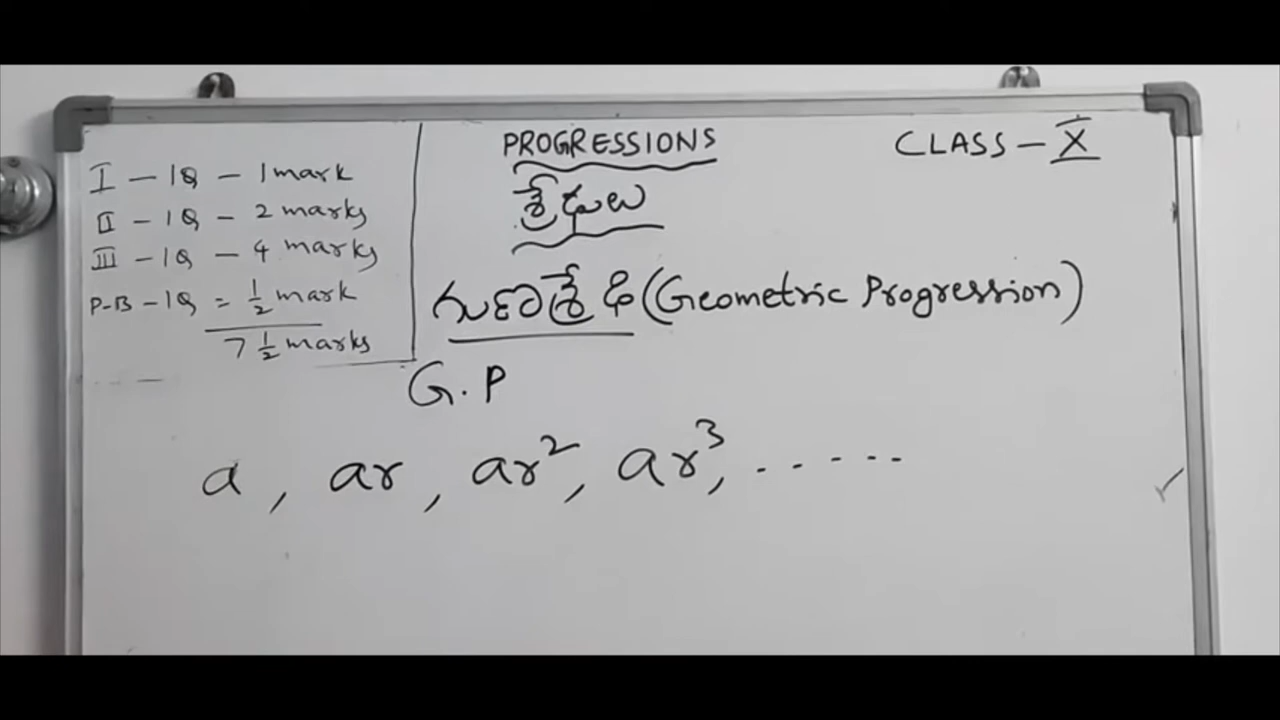 PROGRESSIONS
CLASS - X
శ్రేఢులు
I - 1Q - 1 mark
II - 1Q - 2 marks
III - 1Q - 4 marks
P-B - 1Q = 1/2 mark
7 1/2 marks
గుణశ్రేఢి (Geometric Progression)
G.P
a, ar, ar², ar³, ......